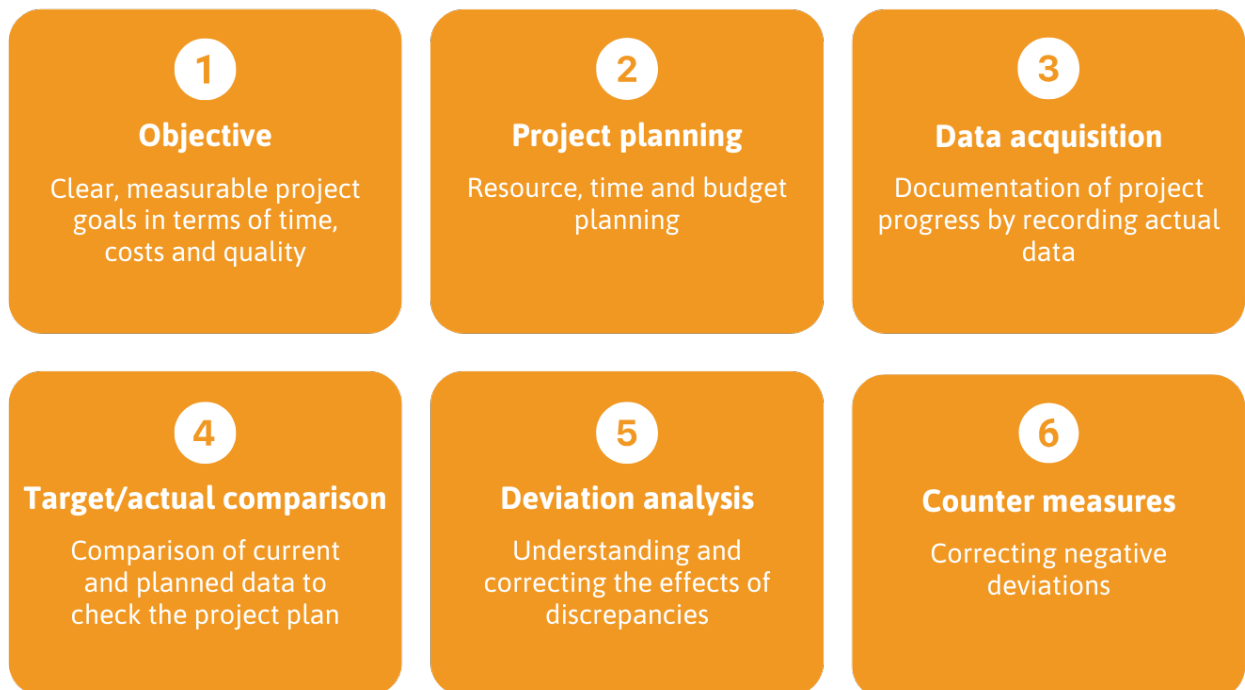 1
Objective
Clear, measurable project
goals in terms of time,
costs and quality
2
Project planning
Resource, time and budget
planning
3
Data acquisition
Documentation of project
progress by recording actual
data
4
Target/actual comparison
Comparison of current
and planned data to
check the project plan
5
Deviation analysis
Understanding and
correcting the effects of
discrepancies
6
Counter measures
Correcting negative
deviations